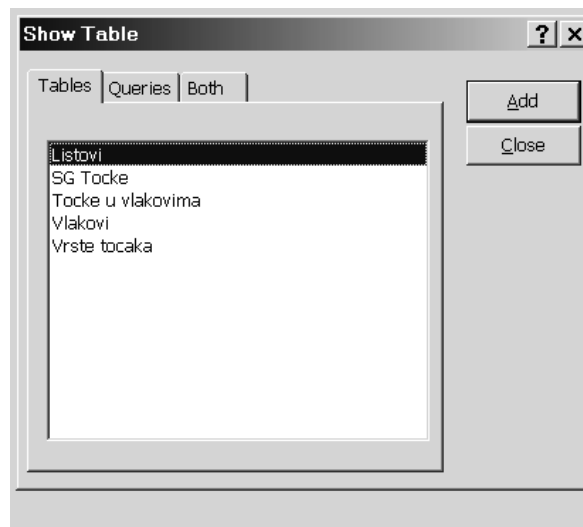 Show Table
Tables Queries Both
Add
Close
Listovi
SG Tocke
Tocke u vlakovima
Vlakovi
Vrste tocaka